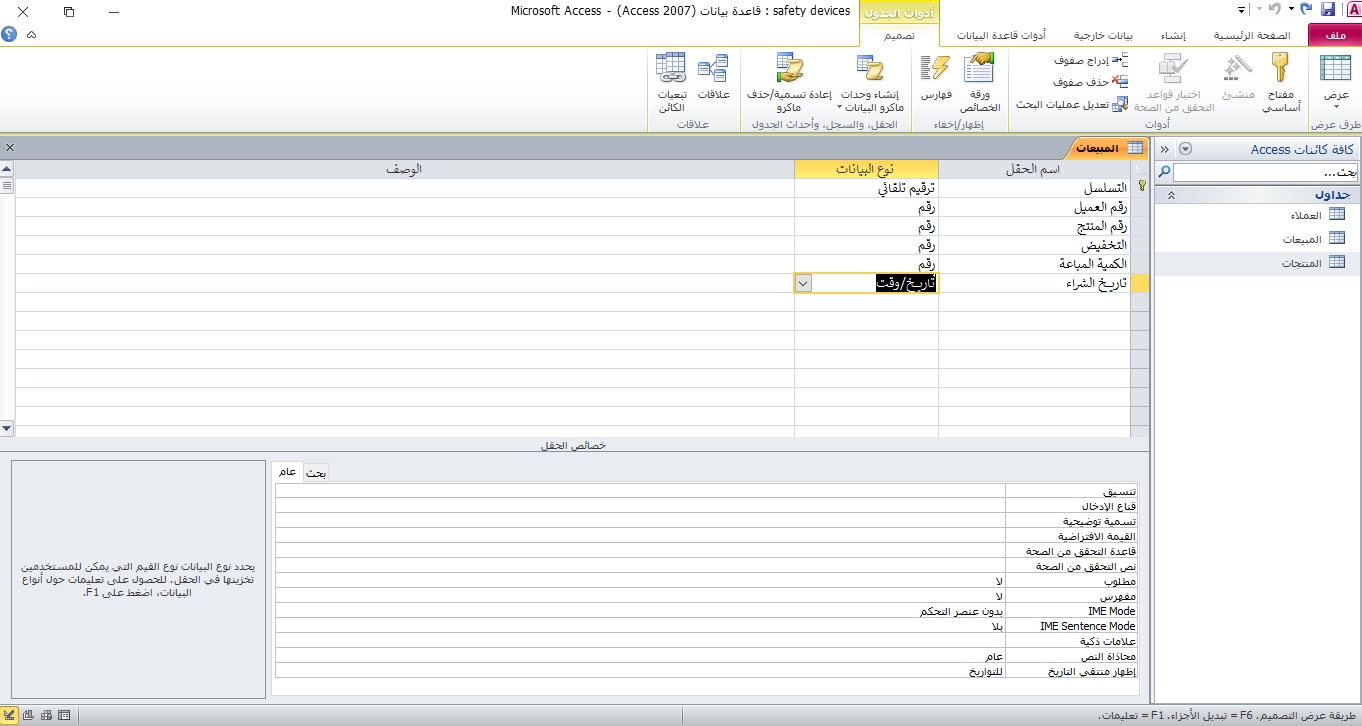 safety devices : قاعدة بيانات (Access 2007) - Microsoft Access
أدوات الجدول
ملف
الصفحة الرئيسية
إنشاء
بيانات خارجية
أدوات قاعدة البيانات
تصميم
عرض
مفتاح أساسي
منشئ
اختبار قواعد التحقق من الصحة
إدراج صفوف
حذف صفوف
تعديل عمليات البحث
ورقة الخصائص
فهارس
إنشاء وحدات ماكرو البيانات
إعادة تسمية/حذف ماكرو
علاقات
تبعيات الكائن
طرق عرض
أدوات
إظهار/إخفاء
الحقل، والسجل، وأحداث الجدول
علاقات
كافة كائنات Access
بحث...
جداول
العملاء
المبيعات
المنتجات
المبيعات
اسم الحقل نوع البيانات الوصف
التسلسل ترقيم تلقائي
رقم العميل رقم
رقم المنتج رقم
التخفيض رقم
الكمية المباعة رقم
تاريخ الشراء تاريخ/وقت
خصائص الحقل
بحث عام
تنسيق
قناع الإدخال
تسمية توضيحية
القيمة الافتراضية
قاعدة التحقق من الصحة
نص التحقق من الصحة
مطلوب لا
مفهرس لا
IME Mode بدون عنصر التحكم
IME Sentence Mode بلا
علامات ذكية
محاذاة النص عام
إظهار منتقي التاريخ للتواريخ
يحدد نوع البيانات نوع القيم التي يمكن للمستخدمين
تخزينها في الحقل. للحصول على تعليمات حول أنواع
البيانات، اضغط على F1.
طريقة عرض التصميم. F6 = تبديل الأجزاء. F1 = تعليمات.